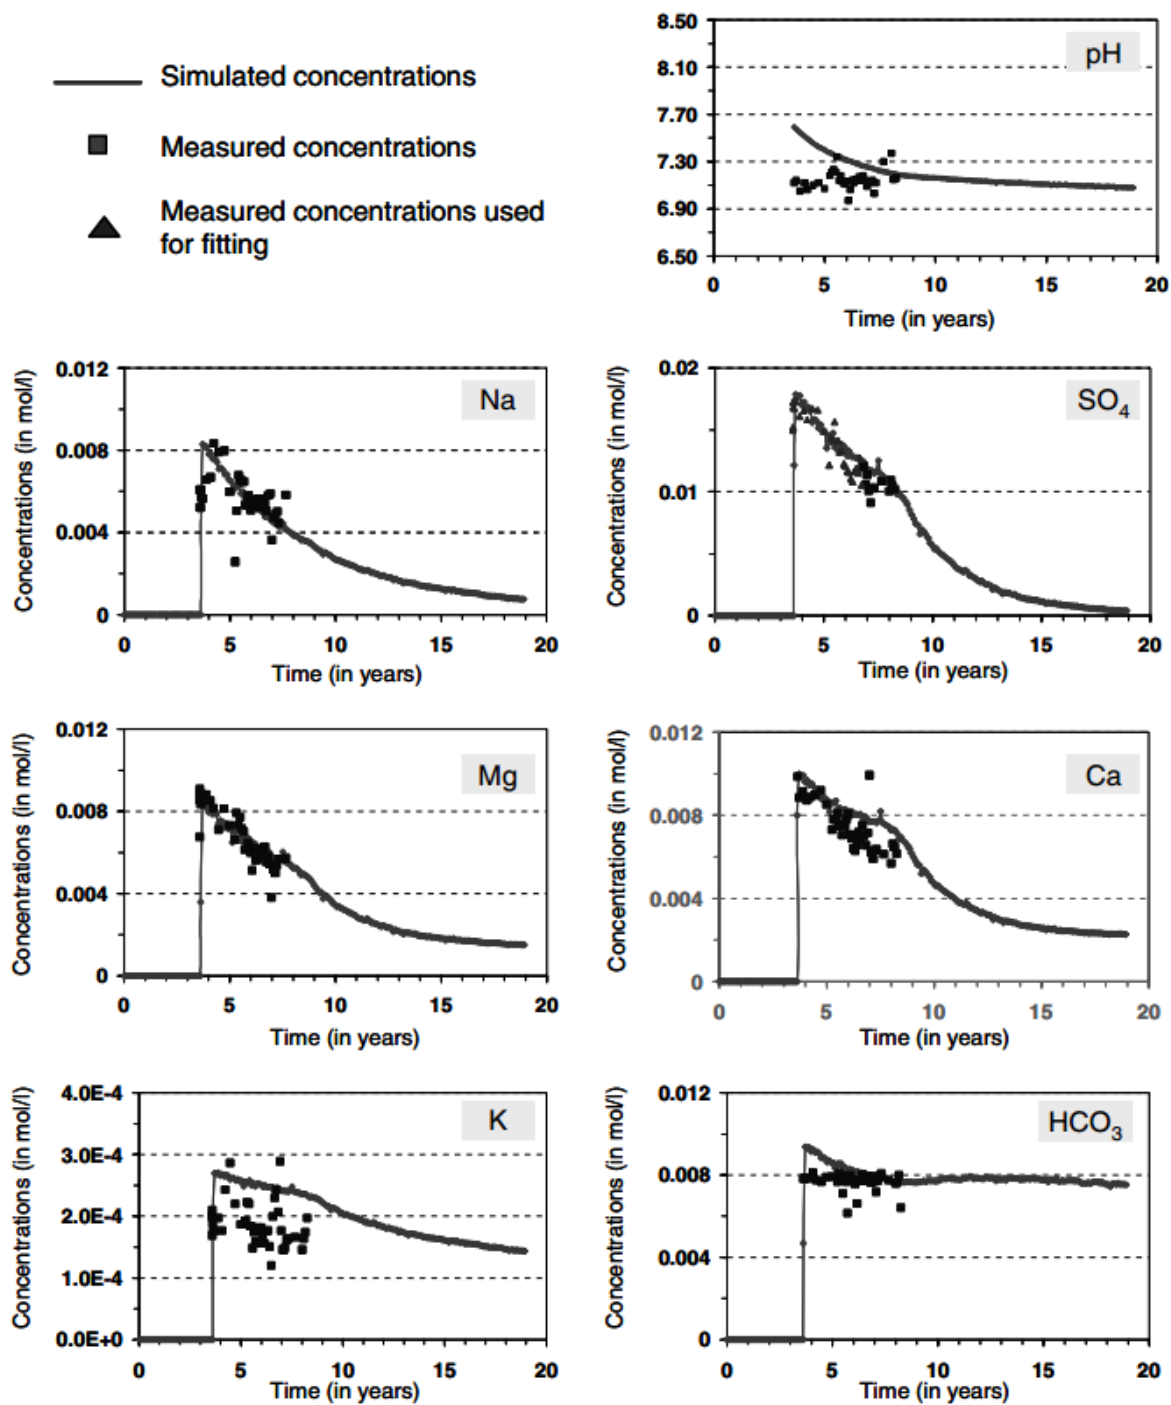 Simulated concentrations
Measured concentrations
Measured concentrations used
for fitting
8.50
8.10
7.70
7.30
6.90
6.50
pH
0 5 10 15 20
Time (in years)
Concentrations (in mol/l)
0.012
0.008
0.004
0
Na
0 5 10 15 20
Time (in years)
Concentrations (in mol/l)
0.02
0.01
0
SO4
0 5 10 15 20
Time (in years)
Concentrations (in mol/l)
0.012
0.008
0.004
0
Mg
0 5 10 15 20
Time (in years)
Concentrations (in mol/l)
0.012
0.008
0.004
0
Ca
0 5 10 15 20
Time (in years)
Concentrations (in mol/l)
4.0E-4
3.0E-4
2.0E-4
1.0E-4
0.0E+0
K
0 5 10 15 20
Time (in years)
Concentrations (in mol/l)
0.012
0.008
0.004
0
HCO3
0 5 10 15 20
Time (in years)